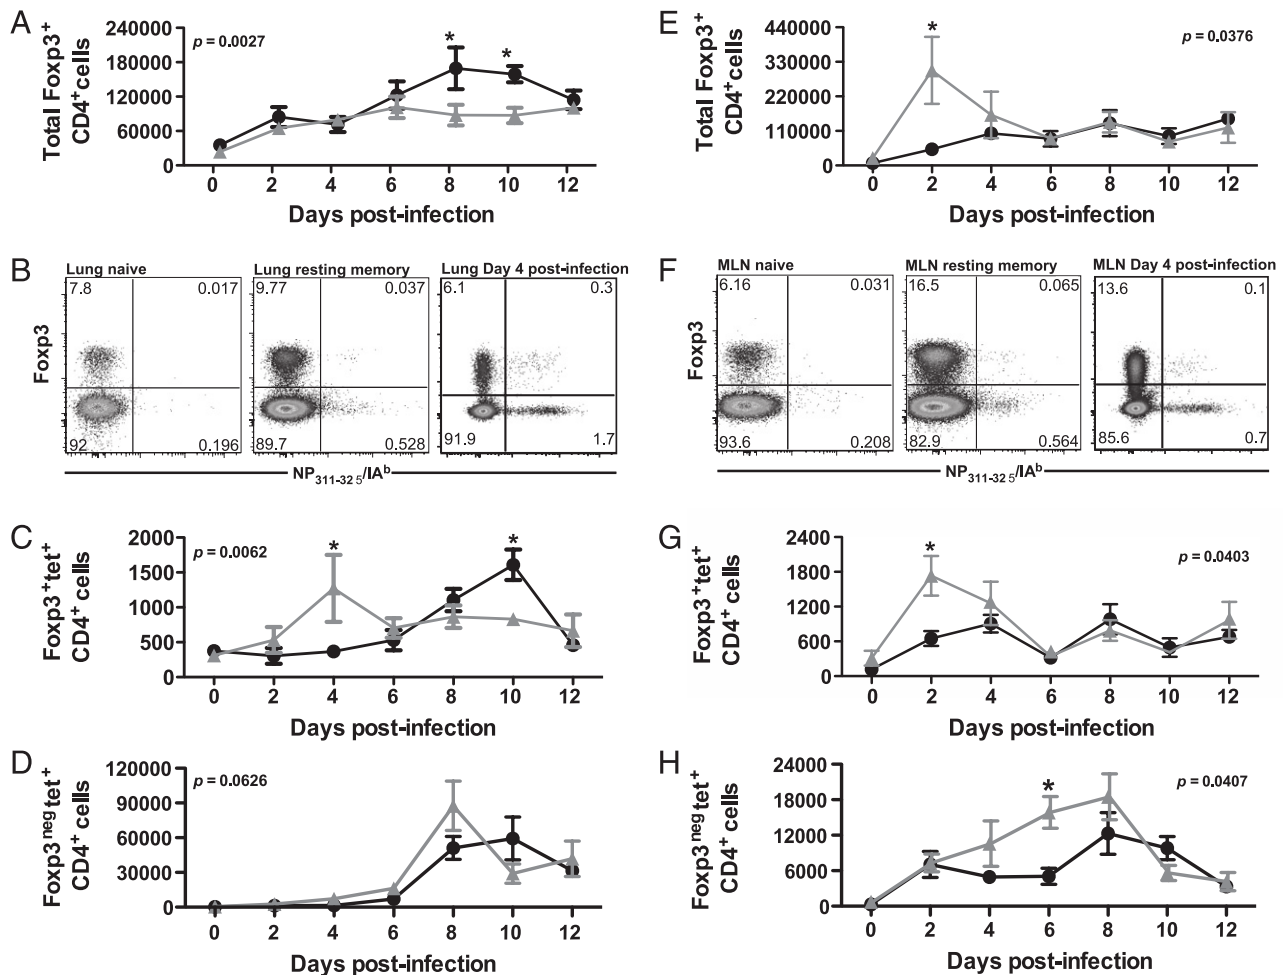 A
Total Foxp3+
CD4+cells
240000
180000
120000
60000
0
p = 0.0027
*
*
0 2 4 6 8 10 12
Days post-infection
E
Total Foxp3+
CD4+cells
440000
330000
220000
110000
0
*
p = 0.0376
0 2 4 6 8 10 12
Days post-infection
B
Foxp3
Lung naive
7.8 0.017
92 0.196
Lung resting memory
9.77 0.037
89.7 0.528
Lung Day 4 post-infection
6.1 0.3
91.9 1.7
NP311-325/IAb
F
Foxp3
MLN naive
6.16 0.031
93.6 0.208
MLN resting memory
16.5 0.065
82.9 0.564
MLN Day 4 post-infection
13.6 0.1
85.6 0.7
NP311-325/IAb
C
Foxp3+tet+
CD4+ cells
2000
1500
1000
500
0
p = 0.0062
*
*
0 2 4 6 8 10 12
Days post-infection
G
Foxp3+tet+
CD4+ cells
2400
1800
1200
600
0
*
p = 0.0403
0 2 4 6 8 10 12
Days post-infection
D
Foxp3negtet+
CD4+ cells
120000
90000
60000
30000
0
p = 0.0626
0 2 4 6 8 10 12
Days post-infection
H
Foxp3negtet+
CD4+ cells
24000
18000
12000
6000
0
*
p = 0.0407
0 2 4 6 8 10 12
Days post-infection